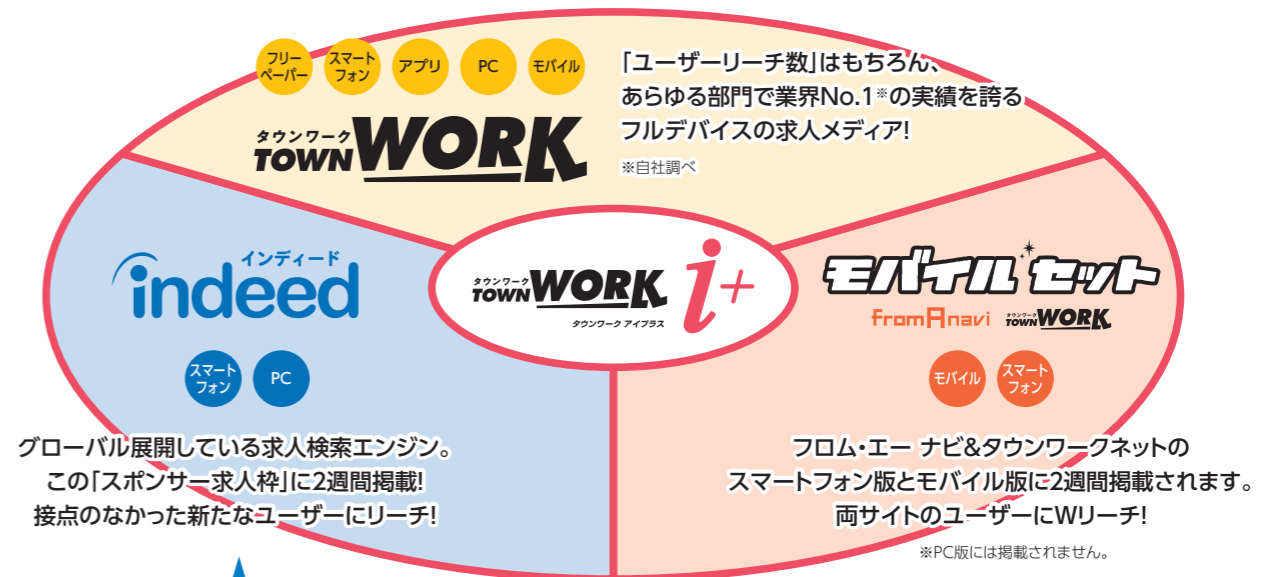 フリー
ペーパー
スマート
フォン
アプリ
PC
モバイル
タウンワーク
TOWN WORK
「ユーザーリーチ数」はもちろん、
あらゆる部門で業界No.1※の実績を誇る
フルデバイスの求人メディア!
※自社調べ
インディード
indeed
スマート
フォン
PC
グローバル展開している求人検索エンジン。
この「スポンサー求人枠」に2週間掲載!
接点のなかった新たなユーザーにリーチ!
タウンワーク
TOWN WORK i+
タウンワーク アイプラス
モバイルセット
fromAnavi タウンワーク TOWN WORK
モバイル
スマート
フォン
フロム・エー ナビ&タウンワークネットの
スマートフォン版とモバイル版に2週間掲載されます。
両サイトのユーザーにWリーチ!
※PC版には掲載されません。